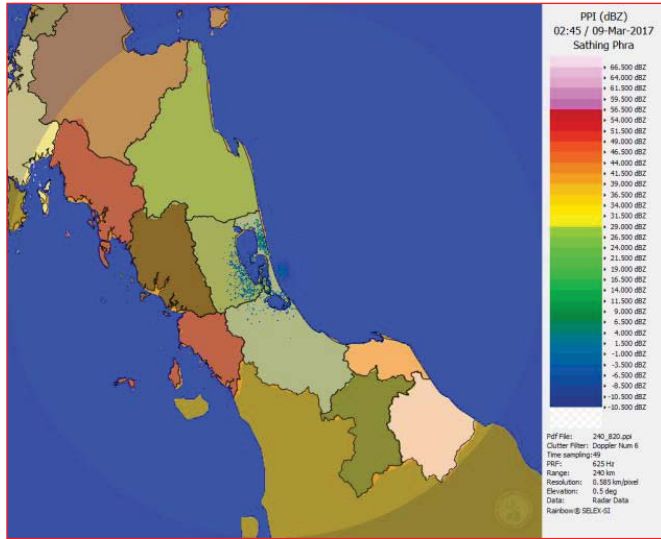 PPI (dBZ)
02:45 / 09-Mar-2017
Sathing Phra
66.500 dBZ
64.000 dBZ
61.500 dBZ
59.500 dBZ
56.500 dBZ
54.000 dBZ
51.500 dBZ
49.000 dBZ
46.500 dBZ
44.000 dBZ
41.500 dBZ
39.000 dBZ
36.500 dBZ
34.000 dBZ
31.500 dBZ
29.000 dBZ
26.500 dBZ
24.000 dBZ
21.500 dBZ
19.000 dBZ
16.500 dBZ
14.000 dBZ
11.500 dBZ
9.000 dBZ
6.500 dBZ
4.000 dBZ
1.500 dBZ
-1.000 dBZ
-3.500 dBZ
-6.500 dBZ
-8.500 dBZ
-10.500 dBZ
-10.500 dBZ
Pdf File: 240_820.ppi
Clutter Filter: Doppler Num 6
Time sampling: 49
PRF: 625 Hz
Range: 240 km
Resolution: 0.585 km/pixel
Elevation: 0.5 deg
Data: Radar Data
Rainbow® SELEX-SI